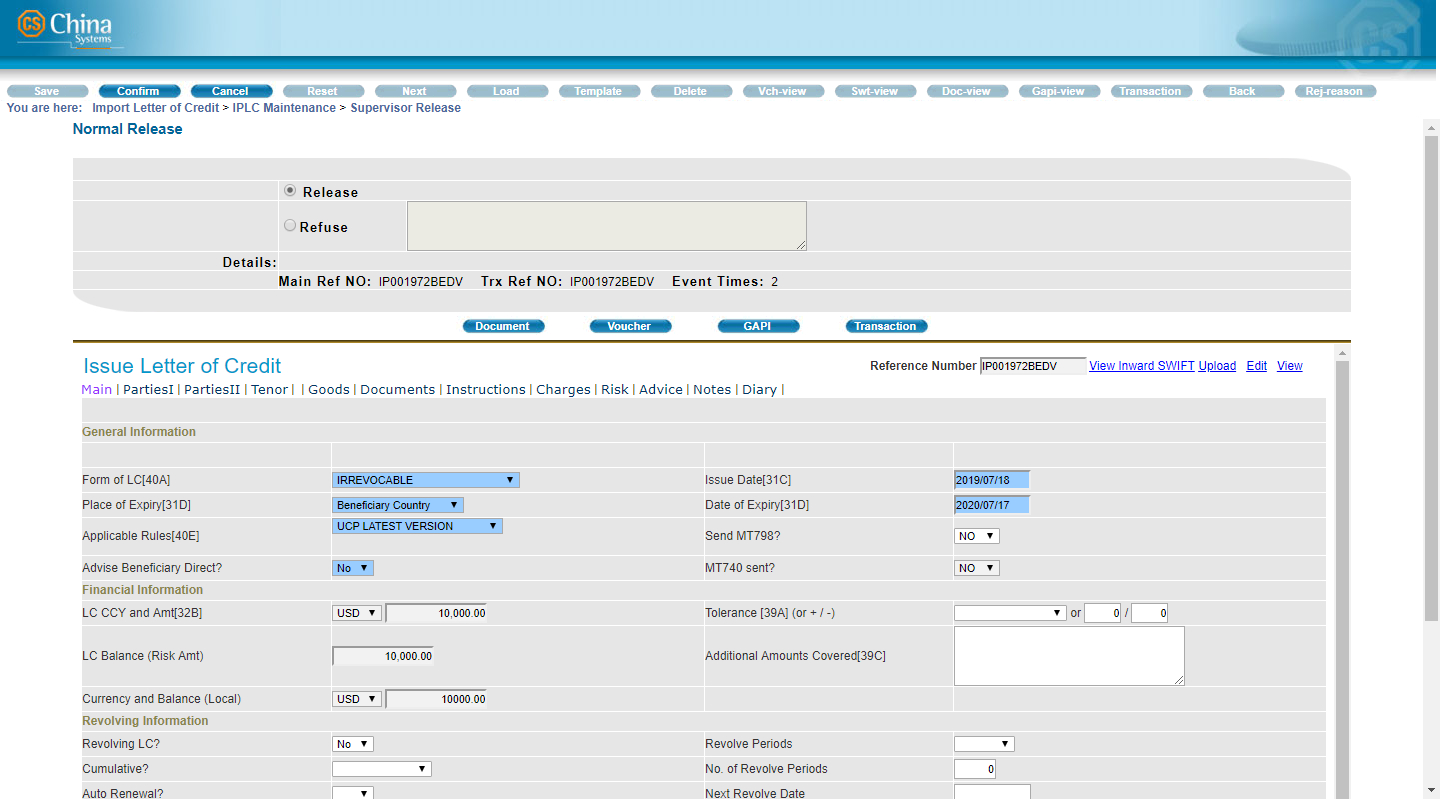 CS China Systems
Save Confirm Cancel Reset Next Load Template Delete Vch-view Swt-view Doc-view Gapi-view Transaction Back Rej-reason
You are here: Import Letter of Credit > IPLC Maintenance > Supervisor Release
Normal Release
Release
Refuse
Details:
Main Ref NO: IP001972BEDV Trx Ref NO: IP001972BEDV Event Times: 2
Document Voucher GAPI Transaction
Issue Letter of Credit Reference Number IP001972BEDV View Inward SWIFT Upload Edit View
Main | PartiesI | PartiesII | Tenor | | Goods | Documents | Instructions | Charges | Risk | Advice | Notes | Diary |
General Information
Form of LC[40A] IRREVOCABLE Issue Date[31C] 2019/07/18
Place of Expiry[31D] Beneficiary Country Date of Expiry[31D] 2020/07/17
Applicable Rules[40E] UCP LATEST VERSION Send MT798? NO
Advise Beneficiary Direct? No MT740 sent? NO
Financial Information
LC CCY and Amt[32B] USD 10,000.00 Tolerance [39A] (or + / -) or 0 / 0
LC Balance (Risk Amt) 10,000.00 Additional Amounts Covered[39C]
Currency and Balance (Local) USD 10000.00
Revolving Information
Revolving LC? No Revolve Periods
Cumulative? No. of Revolve Periods 0
Auto Renewal? Next Revolve Date